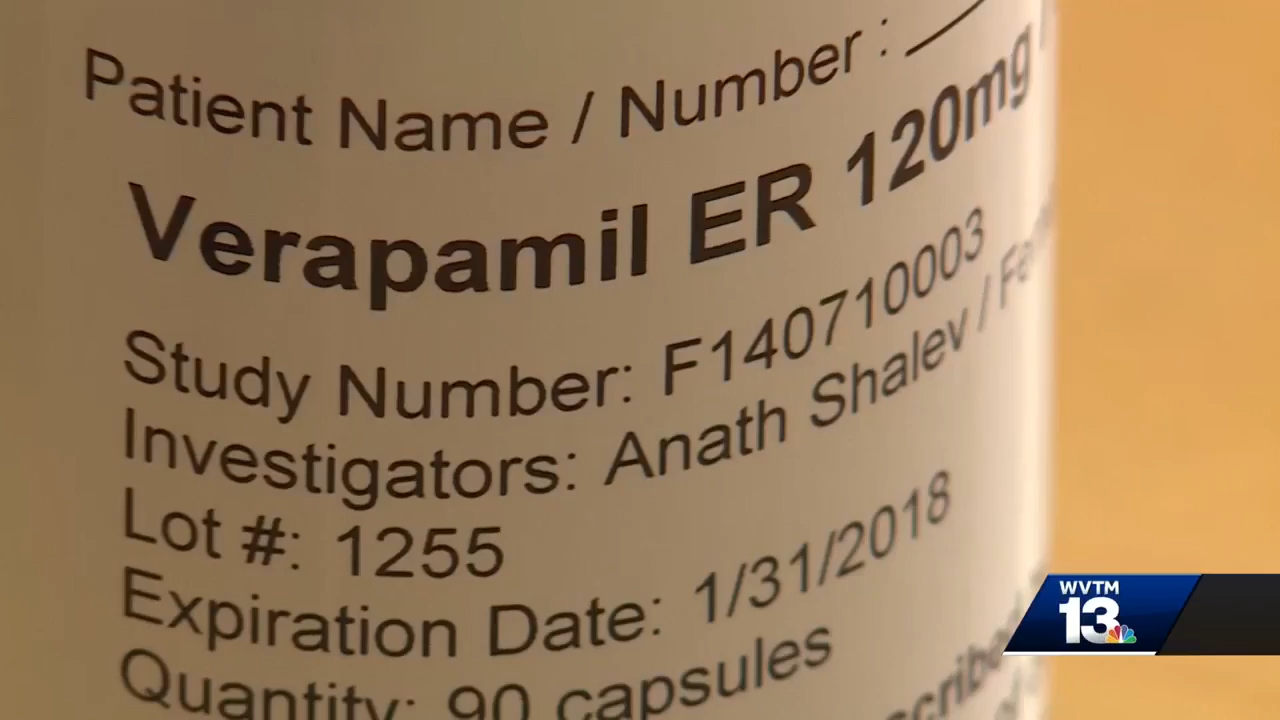 Patient Name / Number :
Verapamil ER 120mg
Study Number: F140710003
Investigators: Anath Shalev /
Lot #: 1255
Expiration Date: 1/31/2018
Quantity: 90 capsules
WVTM
13